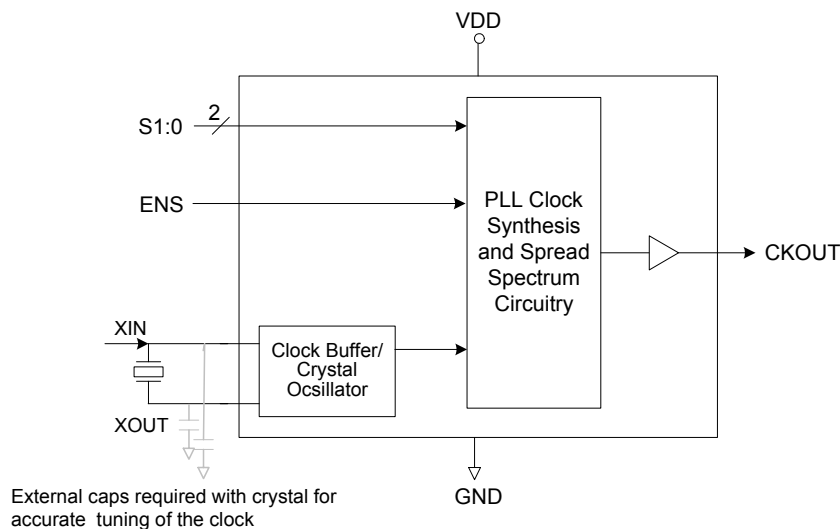 VDD
S1:0
2
ENS
PLL Clock
Synthesis
and Spread
Spectrum
Circuitry
CKOUT
XIN
Clock Buffer/
Crystal
Ocsillator
XOUT
GND
External caps required with crystal for
accurate tuning of the clock